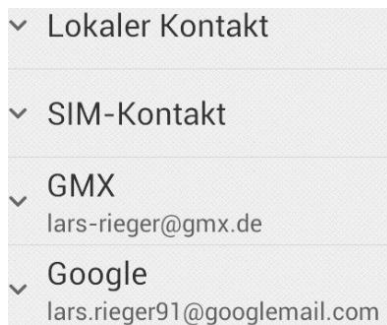 Lokaler Kontakt
SIM-Kontakt
GMX
lars-rieger@gmx.de
Google
lars.rieger91@googlemail.com